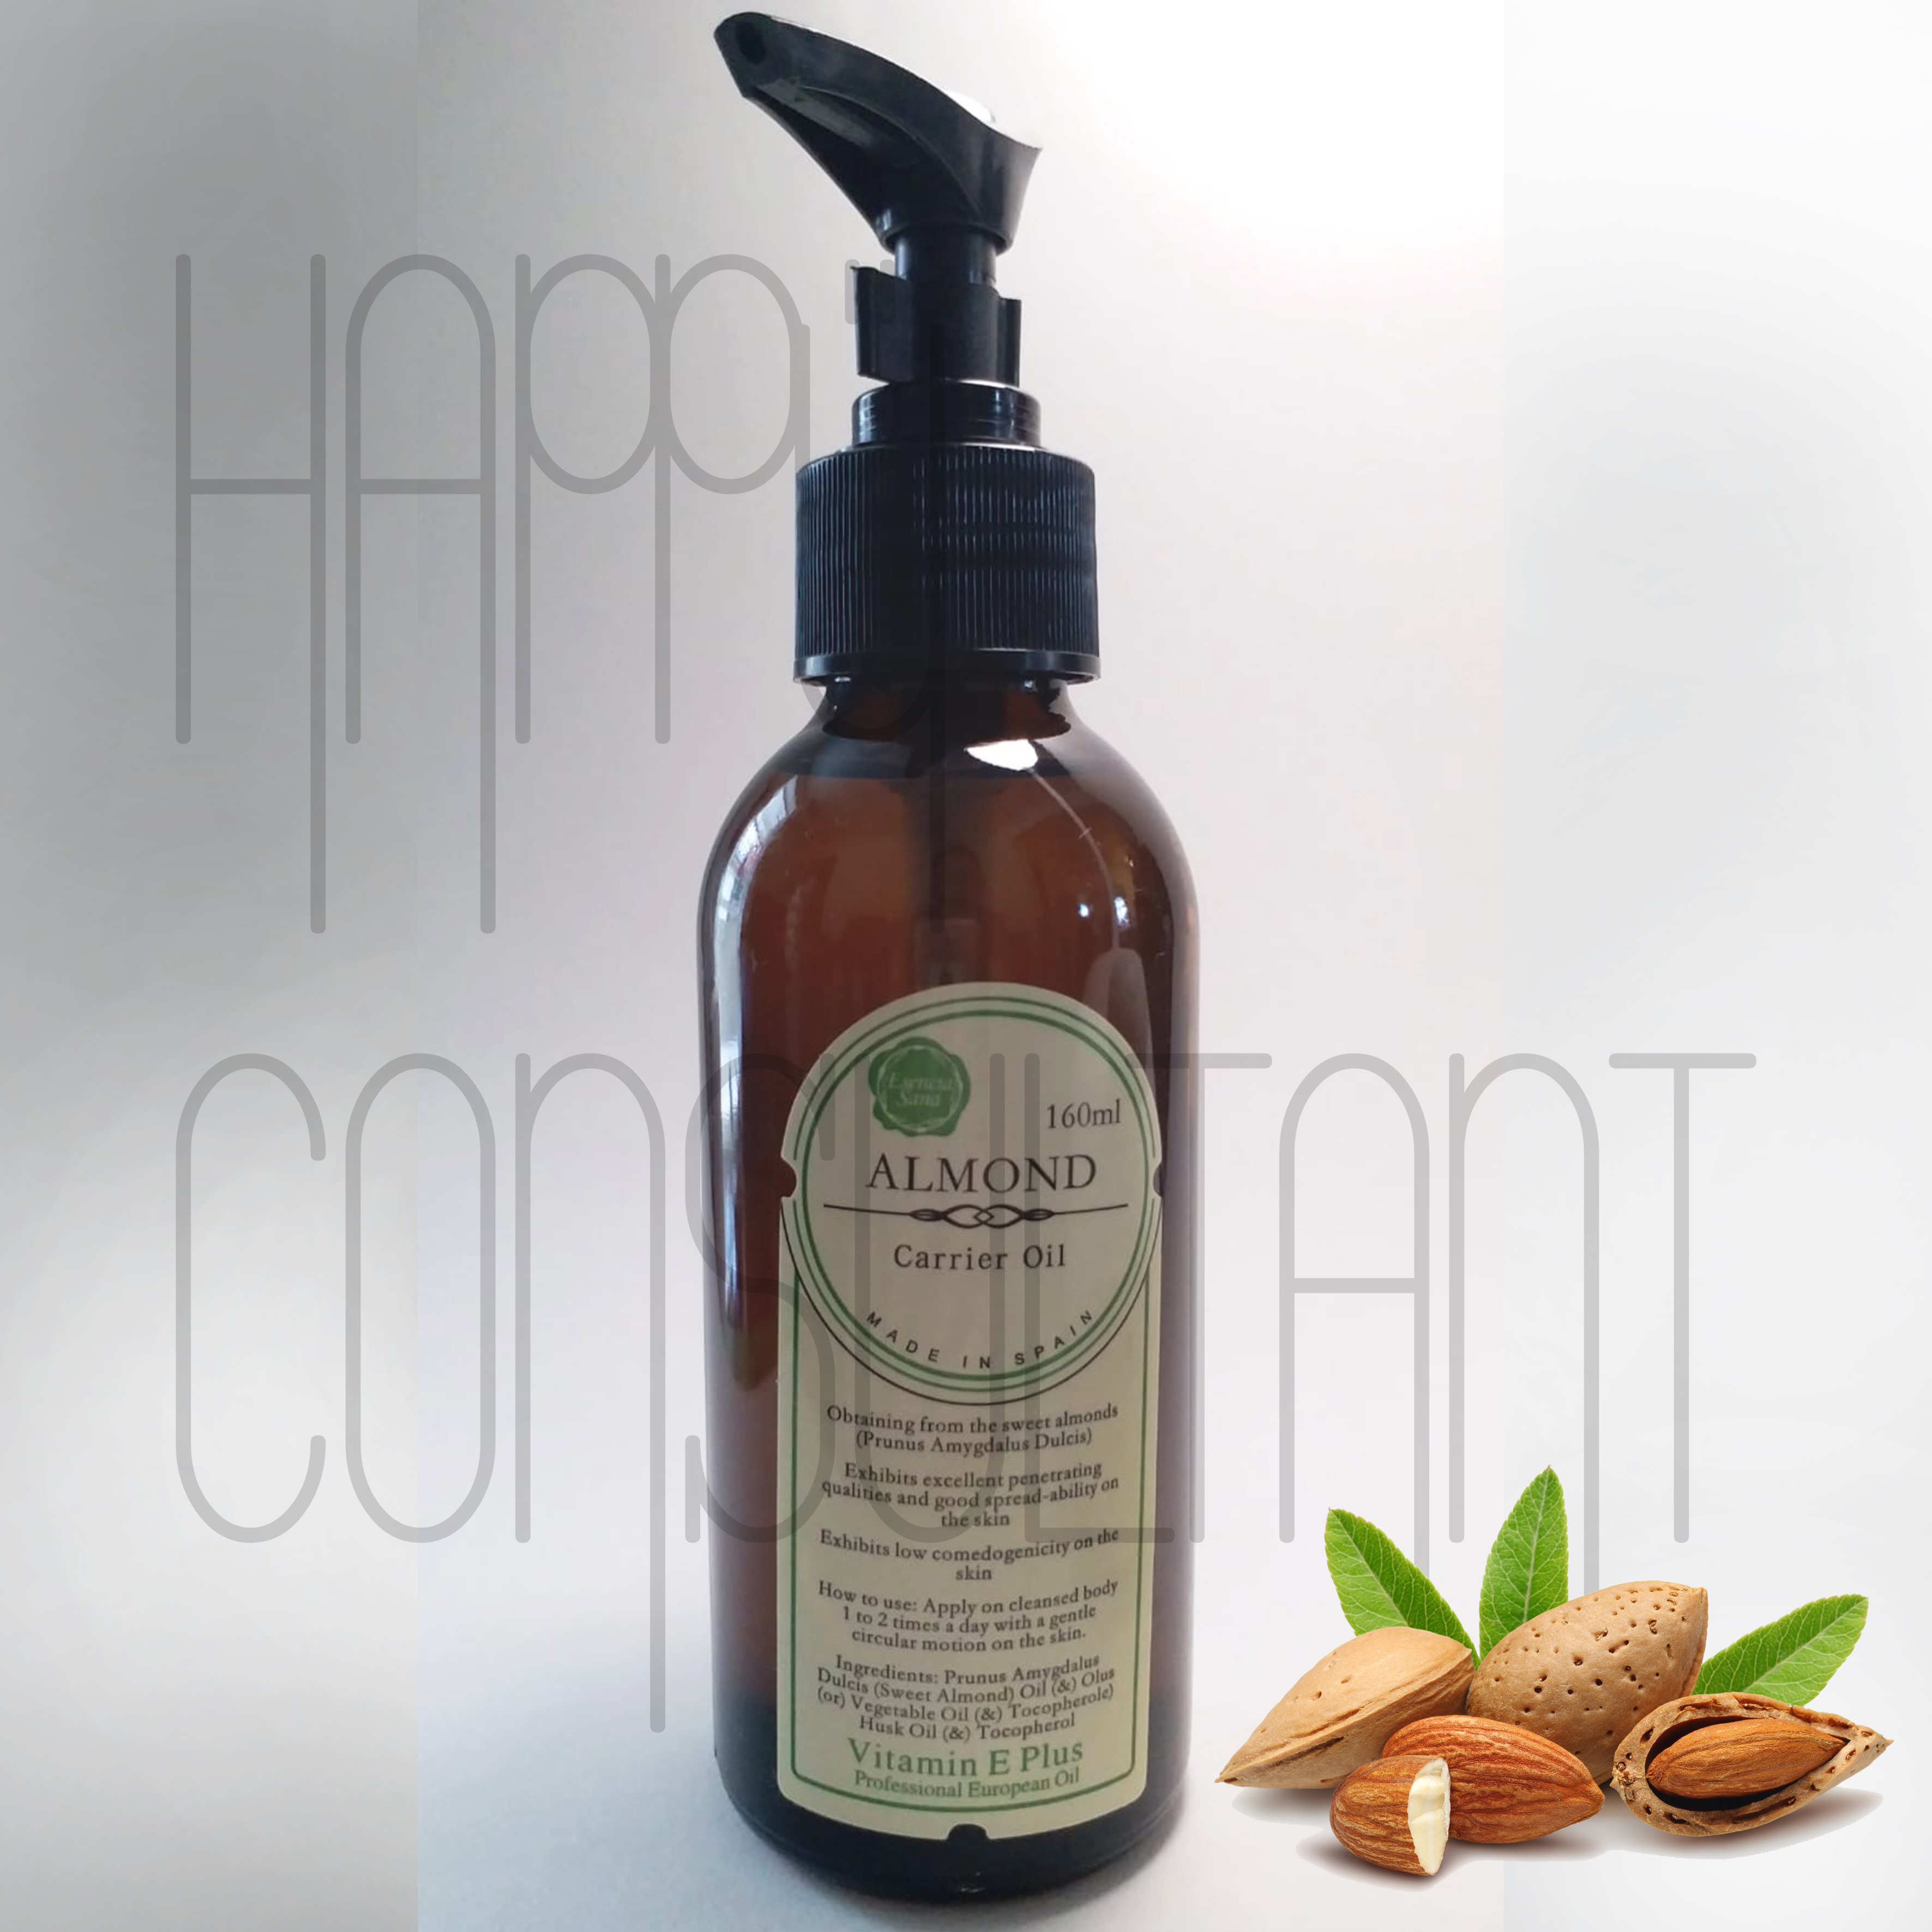 HAPPY
CONSULTANT
Esencia
Sana
160ml
ALMOND
Carrier Oil
MADE IN SPAIN
Obtaining from the sweet almonds
(Prunus Amygdalus Dulcis)
Exhibits excellent penetrating
qualities and good spread-ability on
the skin
Exhibits low comedogenicity on the
skin
How to use: Apply on cleansed body
1 to 2 times a day with a gentle
circular motion on the skin.
Ingredients: Prunus Amygdalus
Dulcis (Sweet Almond) Oil (&) Olus
(or) Vegetable Oil (&) Tocopherole)
Husk Oil (&) Tocopherol
Vitamin E Plus
Professional European Oil